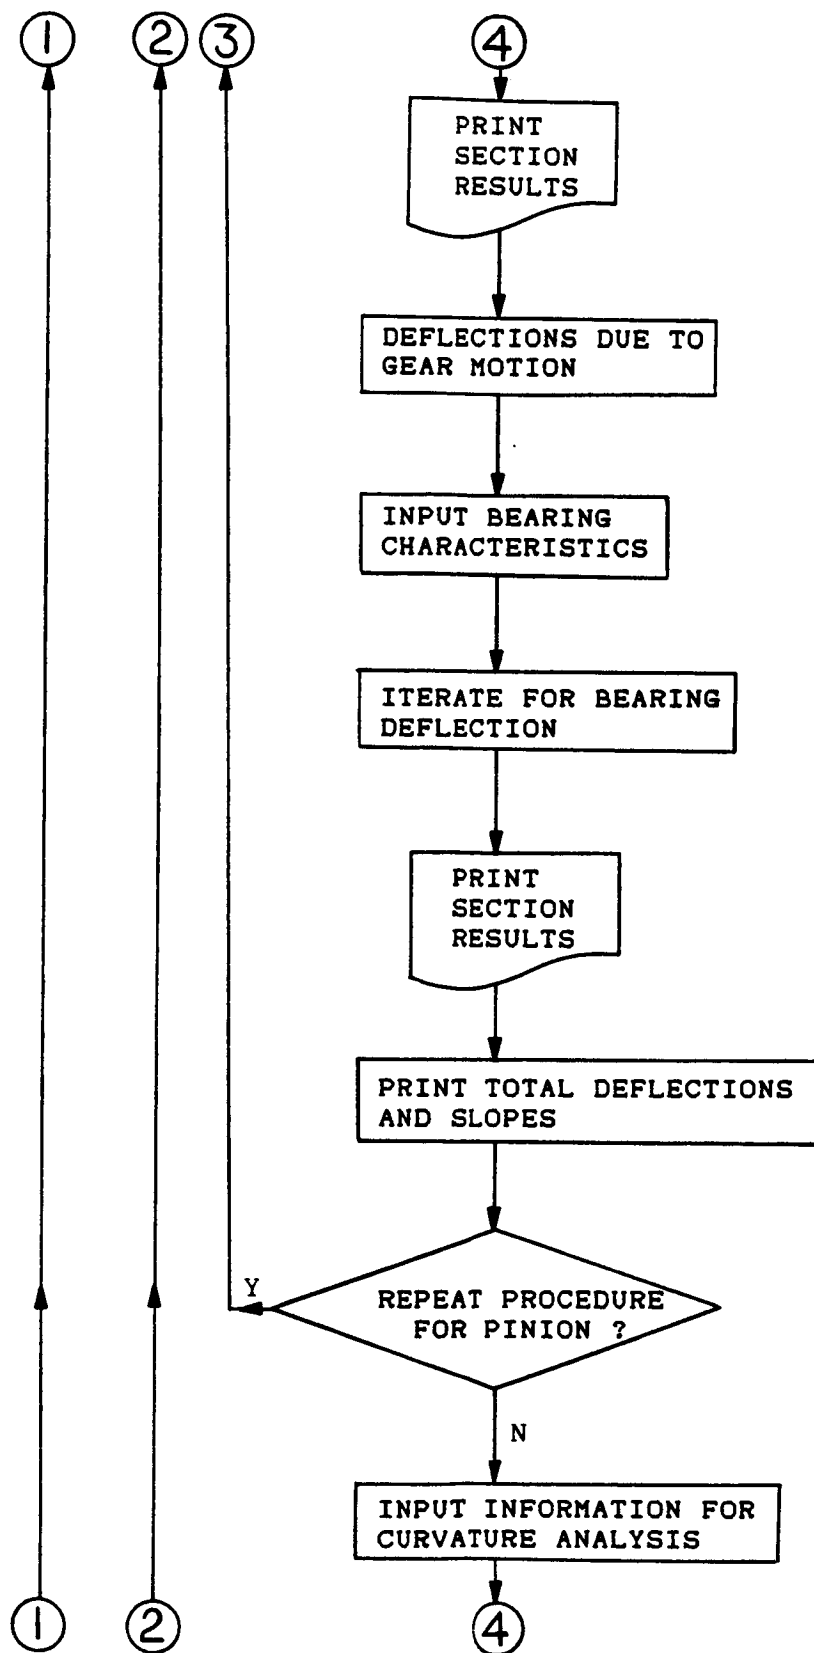 1 2 3 4
PRINT
SECTION
RESULTS
DEFLECTIONS DUE TO
GEAR MOTION
INPUT BEARING
CHARACTERISTICS
ITERATE FOR BEARING
DEFLECTION
PRINT
SECTION
RESULTS
PRINT TOTAL DEFLECTIONS
AND SLOPES
Y
REPEAT PROCEDURE
FOR PINION ?
N
INPUT INFORMATION FOR
CURVATURE ANALYSIS
1 2 4